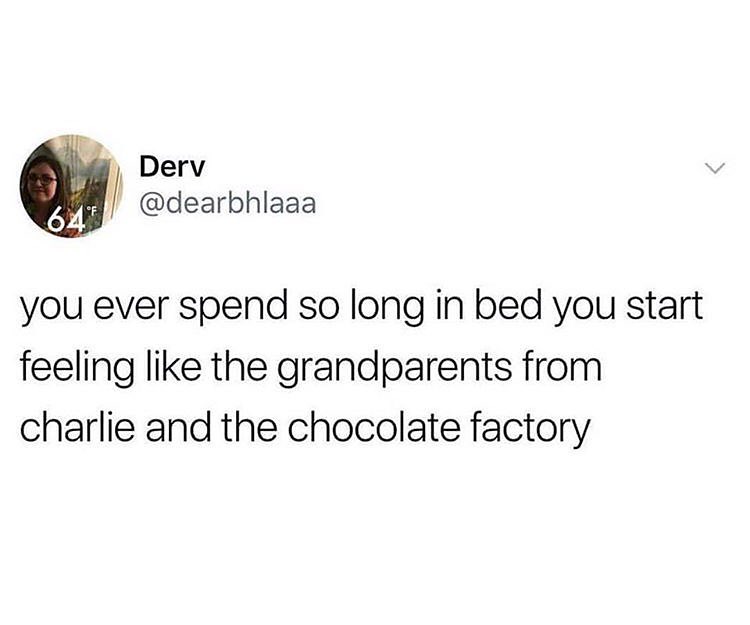 Derv
@dearbhlaaa
64°F
you ever spend so long in bed you start
feeling like the grandparents from
charlie and the chocolate factory